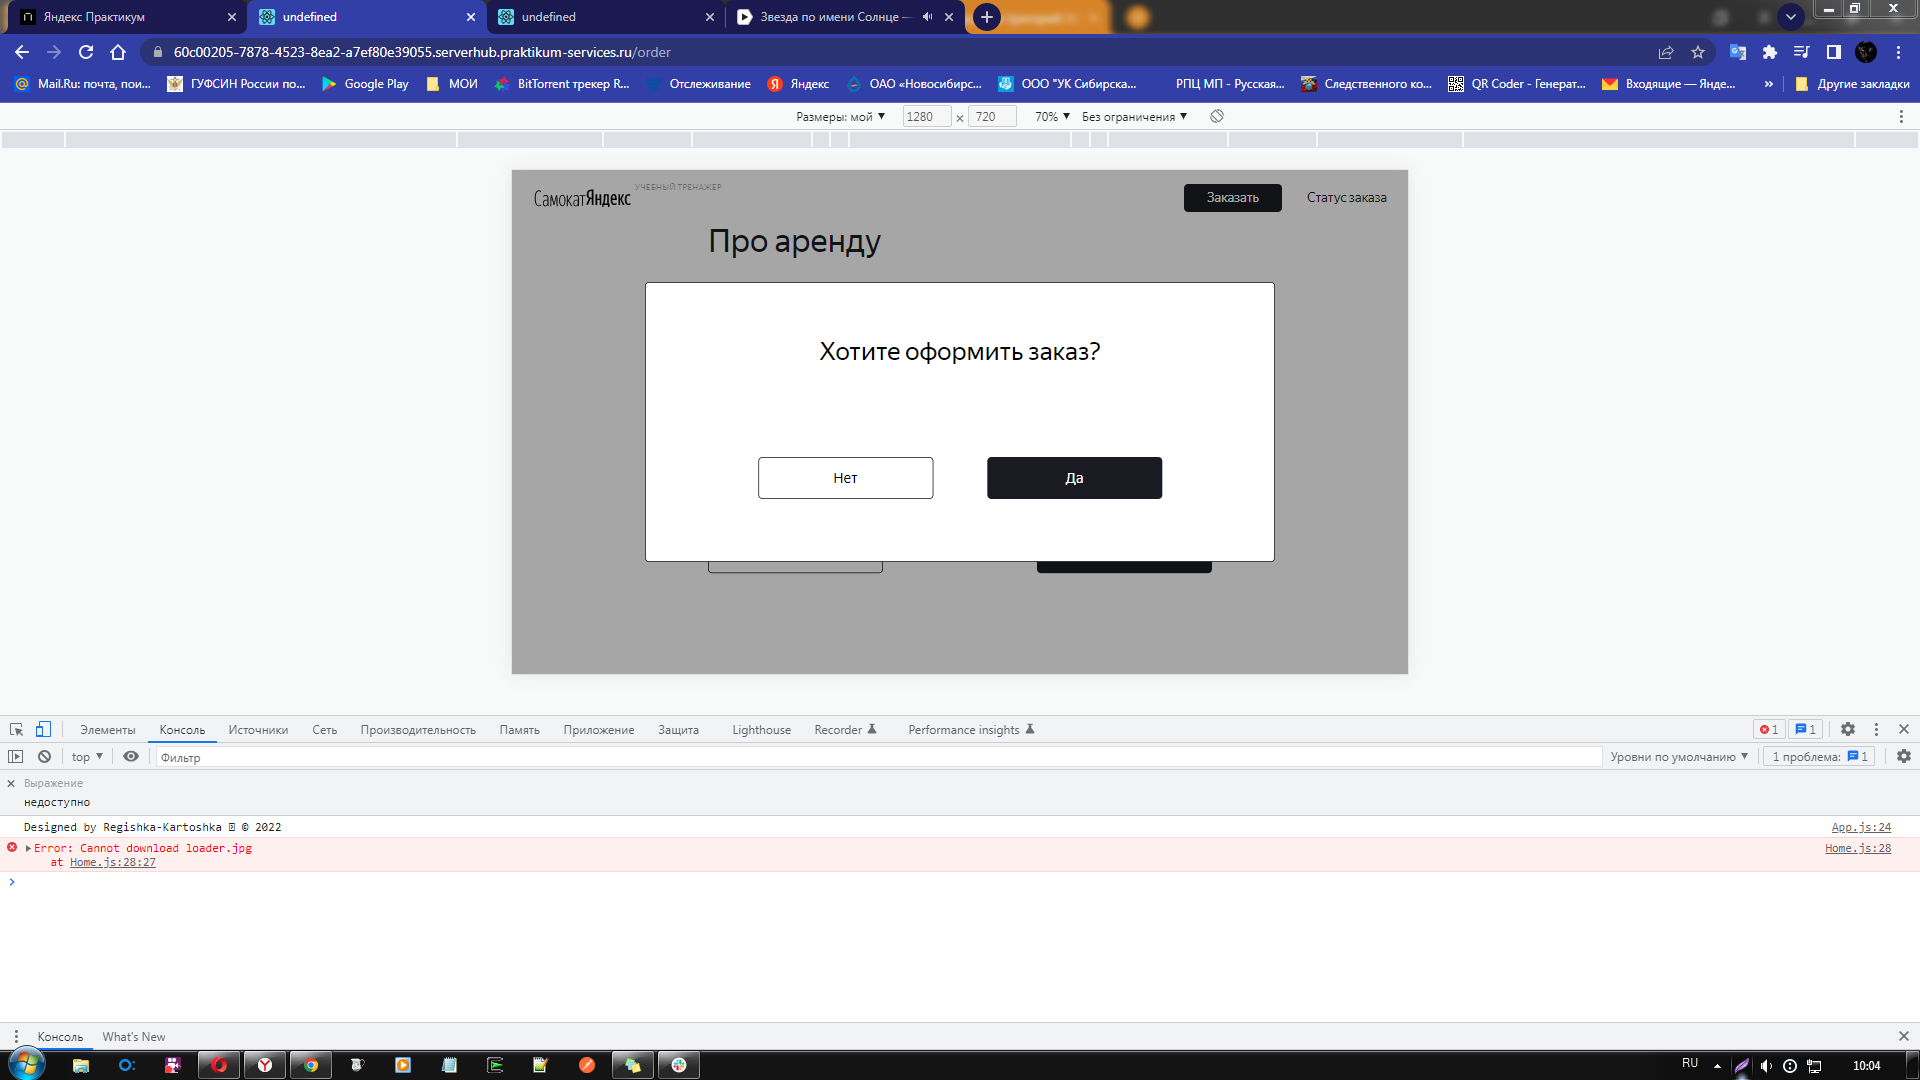 Яндекс Практикум
undefined
undefined
Звезда по имени Солнце —
60c00205-7878-4523-8ea2-a7ef80e39055.serverhub.praktikum-services.ru/order
Mail.Ru: почта, пои...
ГУФСИН России по...
Google Play
МОИ
BitTorrent трекер R...
Отслеживание
Яндекс
ОАО «Новосибирс...
ООО "УК Сибирска...
РПЦ МП - Русская...
Следственного ко...
QR Coder - Генерат...
Входящие — Янде...
»
Другие закладки
Размеры: мой ▼ 1280 × 720 70% ▼ Без ограничения ▼
СамокатЯндекс
УЧЕБНЫЙ ТРЕНАЖЕР
Заказать
Статус заказа
Про аренду
Хотите оформить заказ?
Нет
Да
Элементы
Консоль
Источники
Сеть
Производительность
Память
Приложение
Защита
Lighthouse
Recorder
Performance insights
1
1
top ▼
Фильтр
Уровни по умолчанию ▼
1 проблема: 1
Выражение
недоступно
Designed by Regishka-Kartoshka © 2022
App.js:24
Error: Cannot download loader.jpg
Home.js:28
at Home.js:28:27
Консоль
What's New
RU
10:04